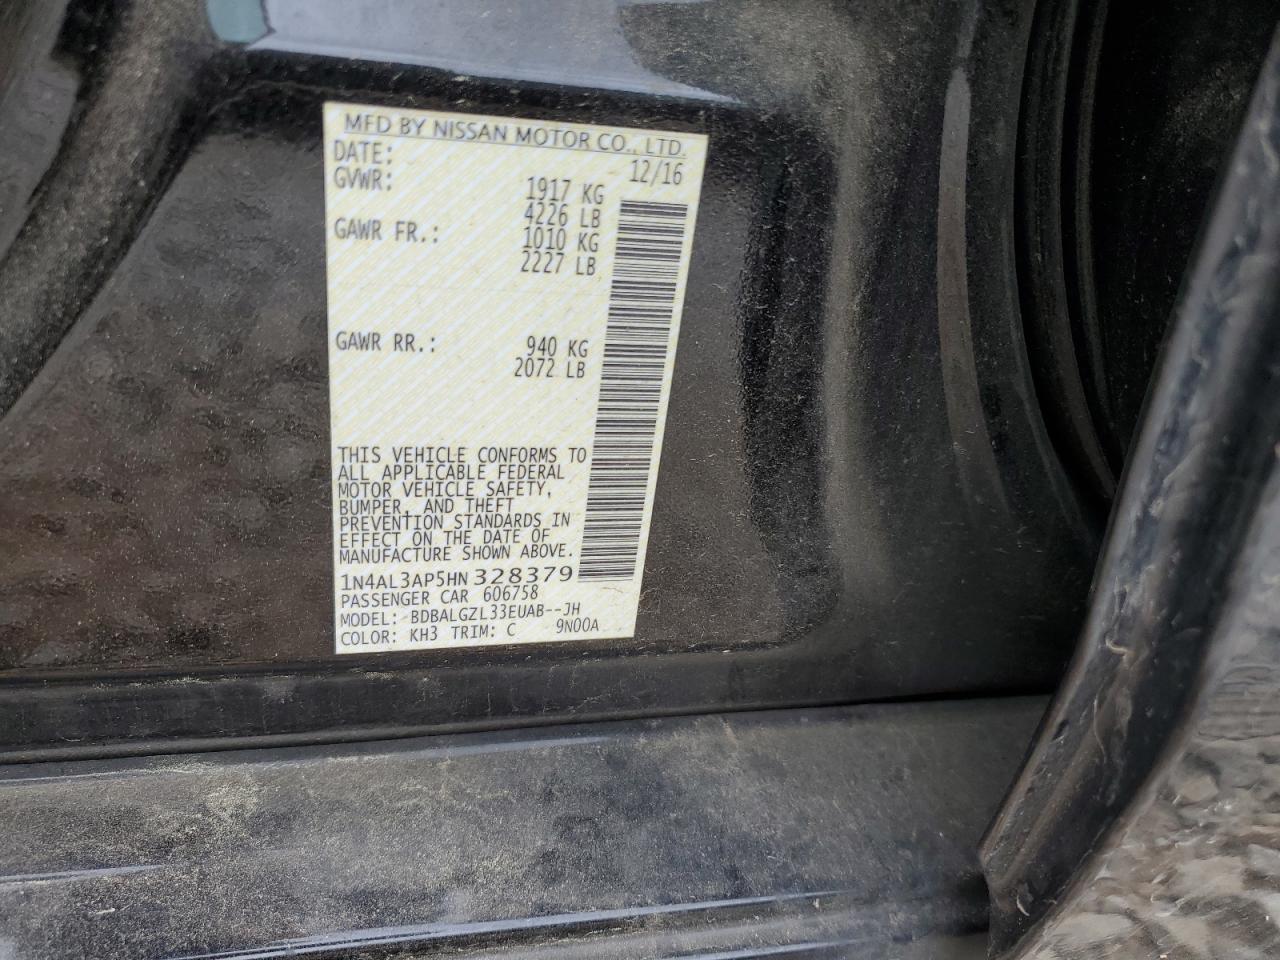 MFD BY NISSAN MOTOR CO., LTD.
DATE: 12/16
GVWR: 1917 KG
4226 LB
GAWR FR.: 1010 KG
2227 LB
GAWR RR.: 940 KG
2072 LB
THIS VEHICLE CONFORMS TO
ALL APPLICABLE FEDERAL
MOTOR VEHICLE SAFETY,
BUMPER, AND THEFT
PREVENTION STANDARDS IN
EFFECT ON THE DATE OF
MANUFACTURE SHOWN ABOVE.
1N4AL3AP5HN328379
PASSENGER CAR 606758
MODEL: BDBALGZL33EUAB--JH
COLOR: KH3 TRIM: C 9N00A